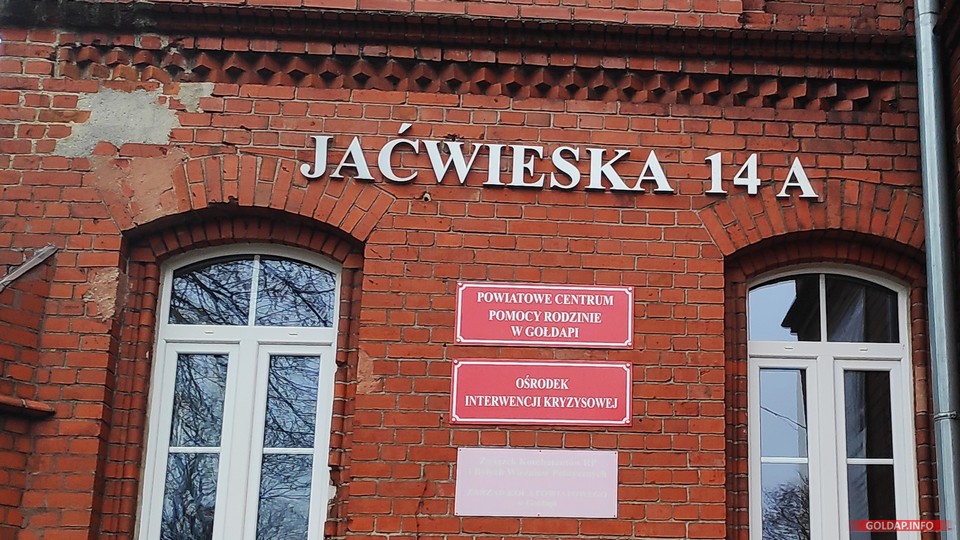 JAĆWIESKA 14 A
POWIATOWE CENTRUM
POMOCY RODZINIE
W GOŁDAPI
OŚRODEK
INTERWENCJI KRYZYSOWEJ
GOLDAP.INFO